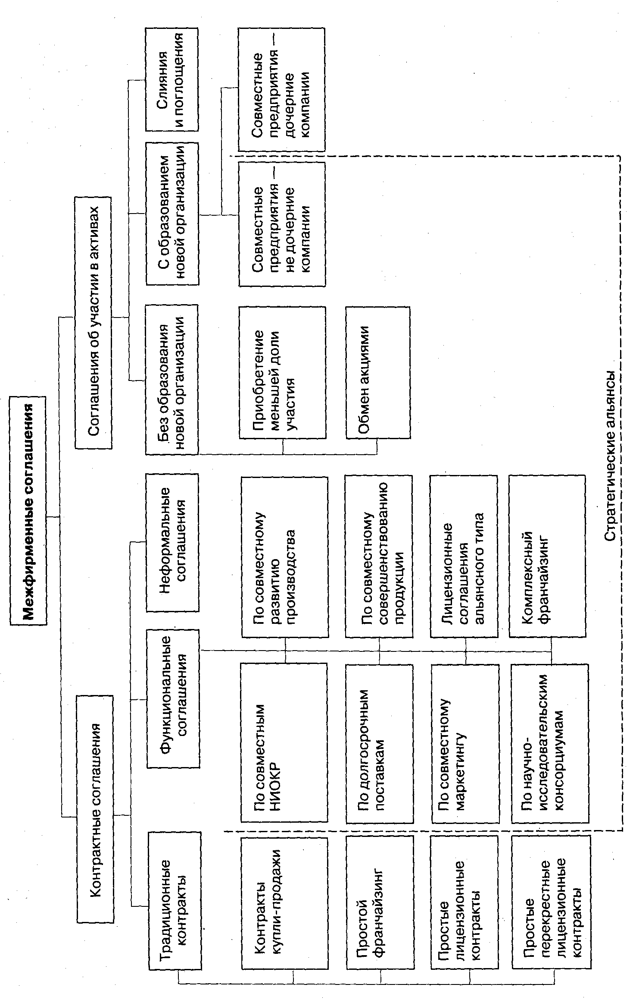 Межфирменные соглашения
Контрактные соглашения
Соглашения об участии в активах
Традиционные
контракты
Функциональные
соглашения
Неформальные
соглашения
Без образования
новой организации
С образованием
новой организации
Слияния
и поглощения
Контракты
купли-продажи
По совместным
НИОКР
По совместному
развитию
производства
Приобретение
меньшей доли
участия
Совместные
предприятия —
не дочерние
компании
Совместные
предприятия —
дочерние
компании
Простой
франчайзинг
По долгосрочным
поставкам
По совместному
совершенствованию
продукции
Обмен акциями
Простые
лицензионные
контракты
По совместному
маркетингу
Лицензионные
соглашения
альянсного типа
Простые
перекрестные
лицензионные
контракты
По научно-
исследовательским
консорциумам
Комплексный
франчайзинг
Стратегические альянсы